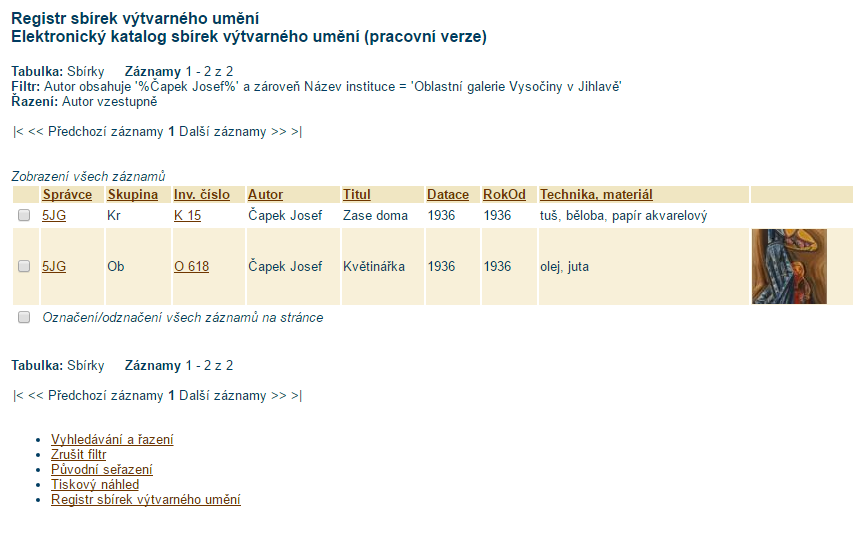 Registr sbírek výtvarného umění
Elektronický katalog sbírek výtvarného umění (pracovní verze)
Tabulka: Sbírky Záznamy 1 - 2 z 2
Filtr: Autor obsahuje '%Čapek Josef%' a zároveň Název instituce = 'Oblastní galerie Vysočiny v Jihlavě'
Řazení: Autor vzestupně
|< << Předchozí záznamy 1 Další záznamy >> >|
Zobrazení všech záznamů
Správce Skupina Inv. číslo Autor Titul Datace RokOd Technika, materiál
5JG Kr K 15 Čapek Josef Zase doma 1936 1936 tuš, běloba, papír akvarelový
5JG Ob O 618 Čapek Josef Květinářka 1936 1936 olej, juta
Označení/odznačení všech záznamů na stránce
Tabulka: Sbírky Záznamy 1 - 2 z 2
|< << Předchozí záznamy 1 Další záznamy >> >|
Vyhledávání a řazení
Zrušit filtr
Původní seřazení
Tiskový náhled
Registr sbírek výtvarného umění